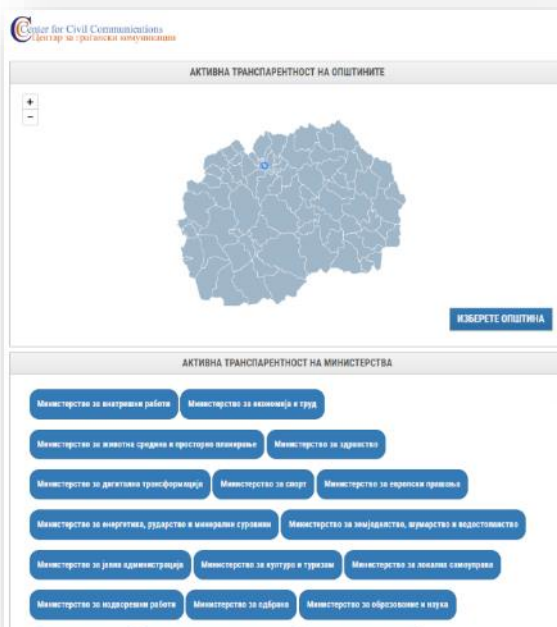 Center for Civil Communications
Центар за граѓански комуникации
АКТИВНА ТРАНСПАРЕНТНОСТ НА ОПШТИНИТЕ
+
−
ИЗБЕРЕТЕ ОПШТИНА
АКТИВНА ТРАНСПАРЕНТНОСТ НА МИНИСТЕРСТВА
Министерство за внатрешни работи Министерство за економија и труд
Министерство за животна средина и просторно планирање Министерство за здравство
Министерство за дигитална трансформација Министерство за спорт Министерство за европски прашања
Министерство за енергетика, рударство и минерални суровини Министерство за земјоделство, шумарство и водостопанство
Министерство за јавна администрација Министерство за култура и туризам Министерство за локална самоуправа
Министерство за надворешни работи Министерство за одбрана Министерство за образование и наука